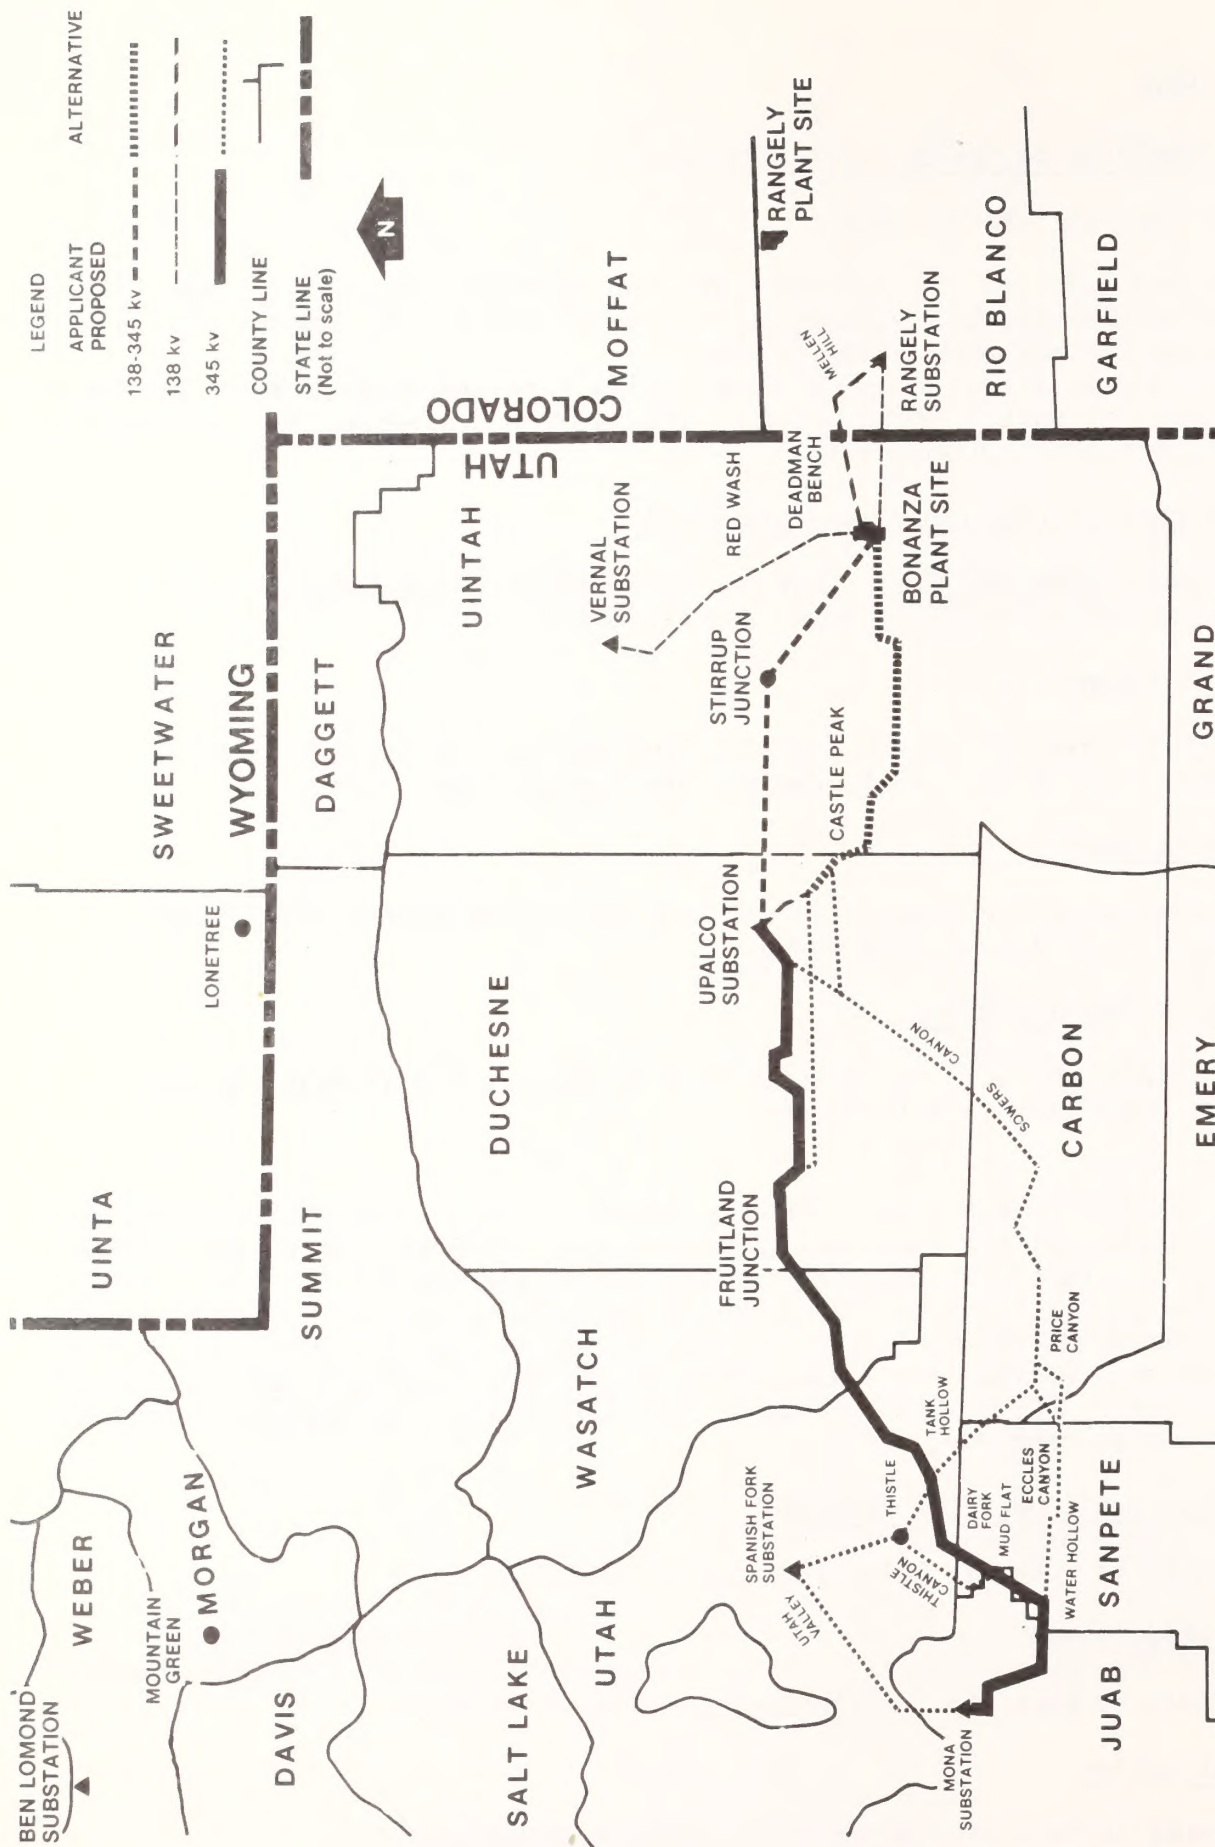 LEGEND
APPLICANT
PROPOSED
ALTERNATIVE
138-345 kv
138 kv
345 kv
COUNTY LINE
STATE LINE
(Not to scale)
N
BEN LOMOND
SUBSTATION
WEBER
MOUNTAIN
GREEN
MORGAN
DAVIS
SALT LAKE
UINTA
SUMMIT
LONETREE
SWEETWATER
WYOMING
DAGGETT
UTAH
COLORADO
UINTAH
MOFFAT
VERNAL
SUBSTATION
DUCHESNE
WASATCH
UTAH
RED WASH
DEADMAN
BENCH
STIRRUP
JUNCTION
UPALCO
SUBSTATION
FRUITLAND
JUNCTION
CASTLE PEAK
BONANZA
PLANT SITE
MELLEN
HILL
RANGELY
SUBSTATION
RANGELY
PLANT SITE
RIO BLANCO
GARFIELD
SPANISH FORK
SUBSTATION
UTAH
VALLEY
THISTLE
THISTLE
CANYON
TANK
HOLLOW
DAIRY
FORK
MUD FLAT
ECCLES
CANYON
WATER HOLLOW
PRICE
CANYON
SOWERS
CANYON
MONA
SUBSTATION
JUAB
SANPETE
CARBON
EMERY
GRAND